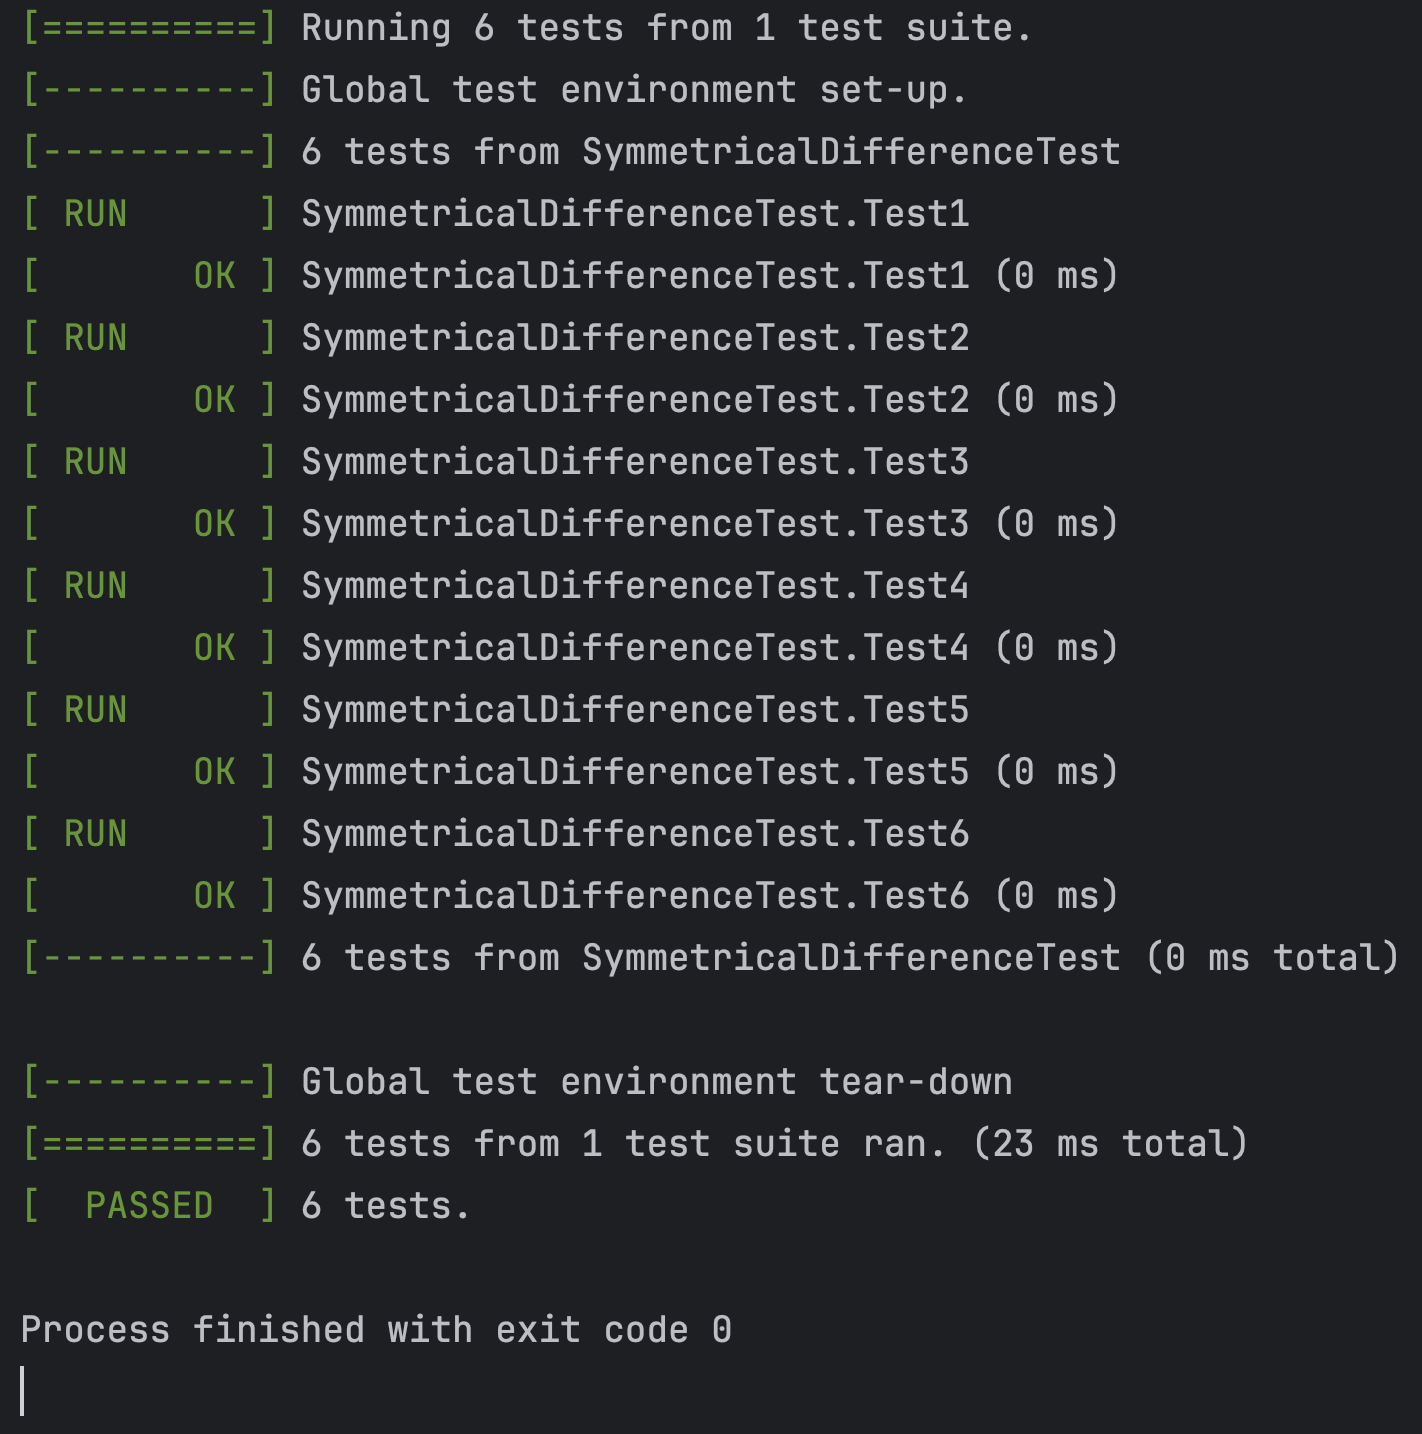 [==========] Running 6 tests from 1 test suite.
[----------] Global test environment set-up.
[----------] 6 tests from SymmetricalDifferenceTest
[ RUN      ] SymmetricalDifferenceTest.Test1
[       OK ] SymmetricalDifferenceTest.Test1 (0 ms)
[ RUN      ] SymmetricalDifferenceTest.Test2
[       OK ] SymmetricalDifferenceTest.Test2 (0 ms)
[ RUN      ] SymmetricalDifferenceTest.Test3
[       OK ] SymmetricalDifferenceTest.Test3 (0 ms)
[ RUN      ] SymmetricalDifferenceTest.Test4
[       OK ] SymmetricalDifferenceTest.Test4 (0 ms)
[ RUN      ] SymmetricalDifferenceTest.Test5
[       OK ] SymmetricalDifferenceTest.Test5 (0 ms)
[ RUN      ] SymmetricalDifferenceTest.Test6
[       OK ] SymmetricalDifferenceTest.Test6 (0 ms)
[----------] 6 tests from SymmetricalDifferenceTest (0 ms total)
[----------] Global test environment tear-down
[==========] 6 tests from 1 test suite ran. (23 ms total)
[  PASSED  ] 6 tests.
Process finished with exit code 0